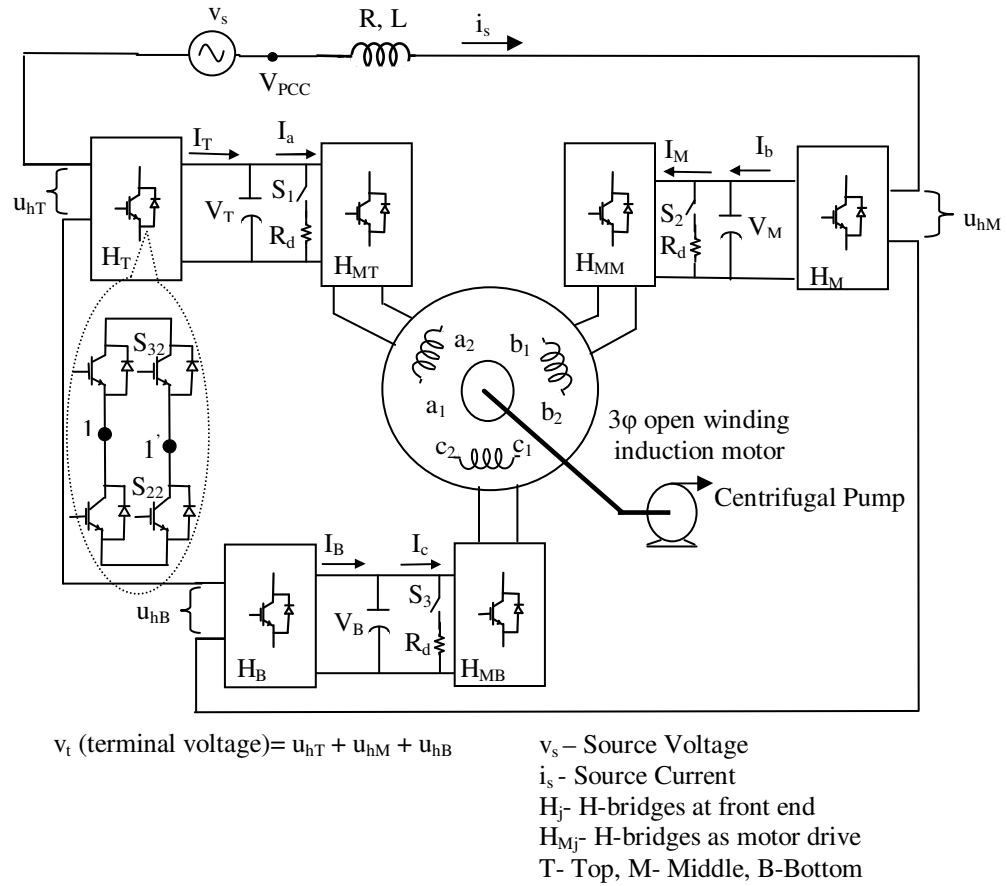 v_s
R, L
i_s
V_PCC
I_T
I_a
u_hT
S_1
V_T
R_d
H_T
H_MT
I_M
I_b
S_2
V_M
R_d
H_MM
H_M
u_hM
S_32
1
1'
S_22
a_2
b_1
a_1
b_2
c_2
c_1
3φ open winding
induction motor
Centrifugal Pump
I_B
I_c
u_hB
S_3
V_B
R_d
H_B
H_MB
v_t (terminal voltage)= u_hT + u_hM + u_hB
v_s – Source Voltage
i_s - Source Current
H_j- H-bridges at front end
H_Mj- H-bridges as motor drive
T- Top, M- Middle, B-Bottom